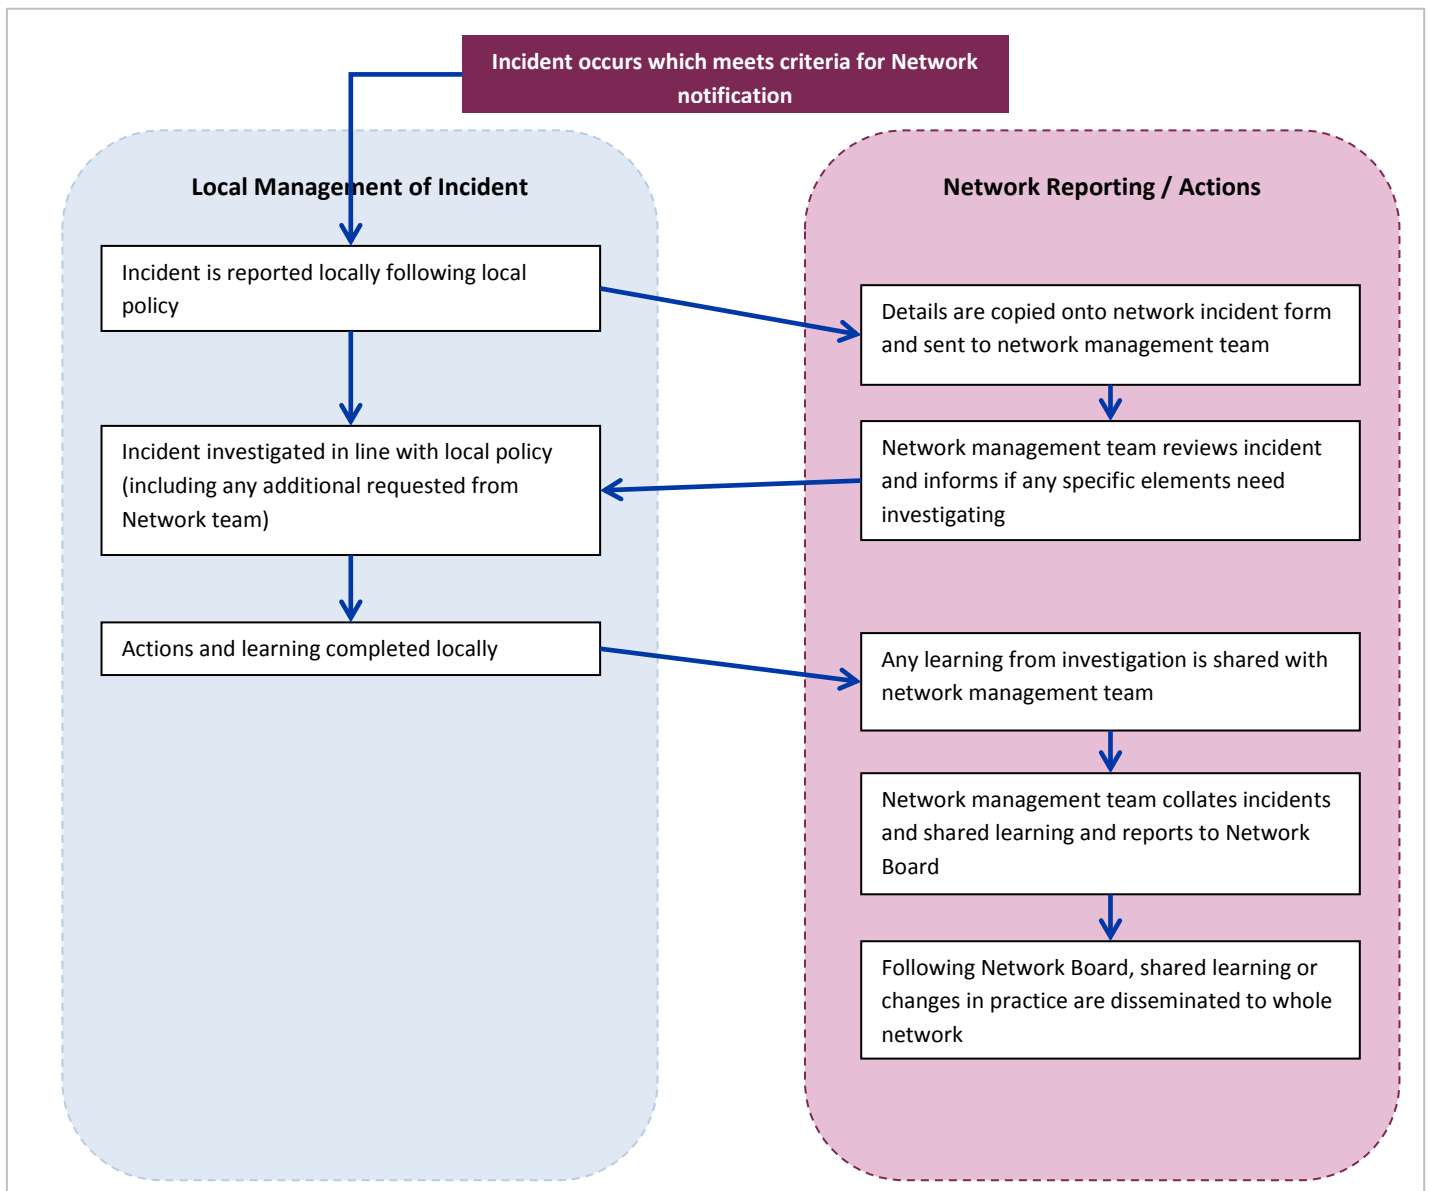 Incident occurs which meets criteria for Network
notification
Local Management of Incident
Incident is reported locally following local
policy
Incident investigated in line with local policy
(including any additional requested from
Network team)
Actions and learning completed locally
Network Reporting / Actions
Details are copied onto network incident form
and sent to network management team
Network management team reviews incident
and informs if any specific elements need
investigating
Any learning from investigation is shared with
network management team
Network management team collates incidents
and shared learning and reports to Network
Board
Following Network Board, shared learning or
changes in practice are disseminated to whole
network